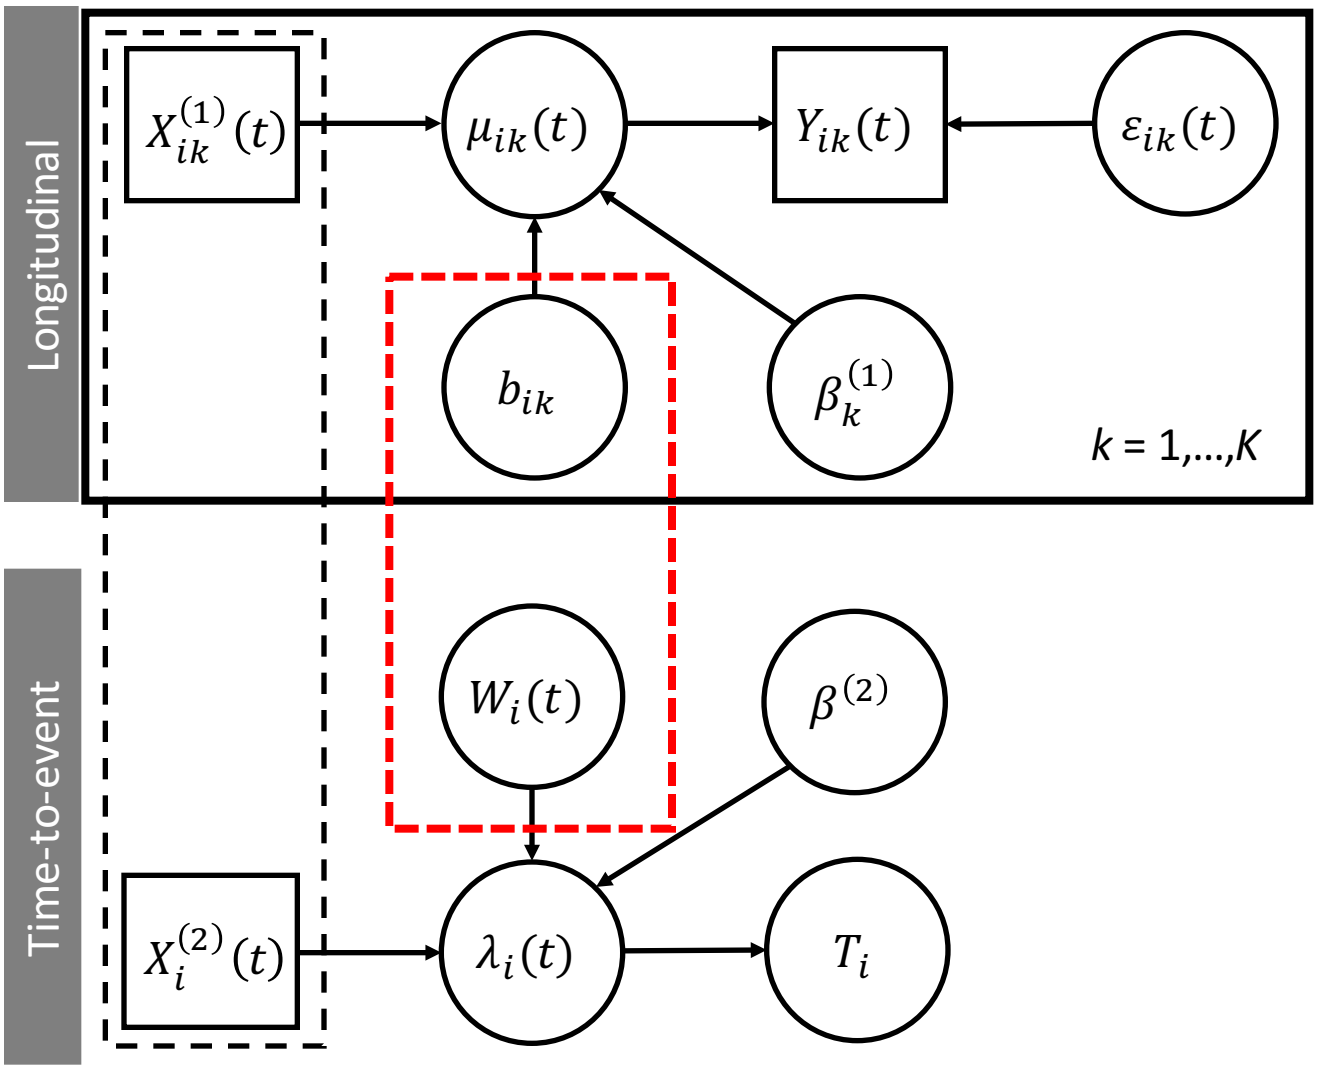 Longitudinal
X_{ik}^{(1)}(t)
μ_{ik}(t)
Y_{ik}(t)
ε_{ik}(t)
b_{ik}
β_k^{(1)}
k = 1,...,K
Time-to-event
W_i(t)
β^{(2)}
X_i^{(2)}(t)
λ_i(t)
T_i